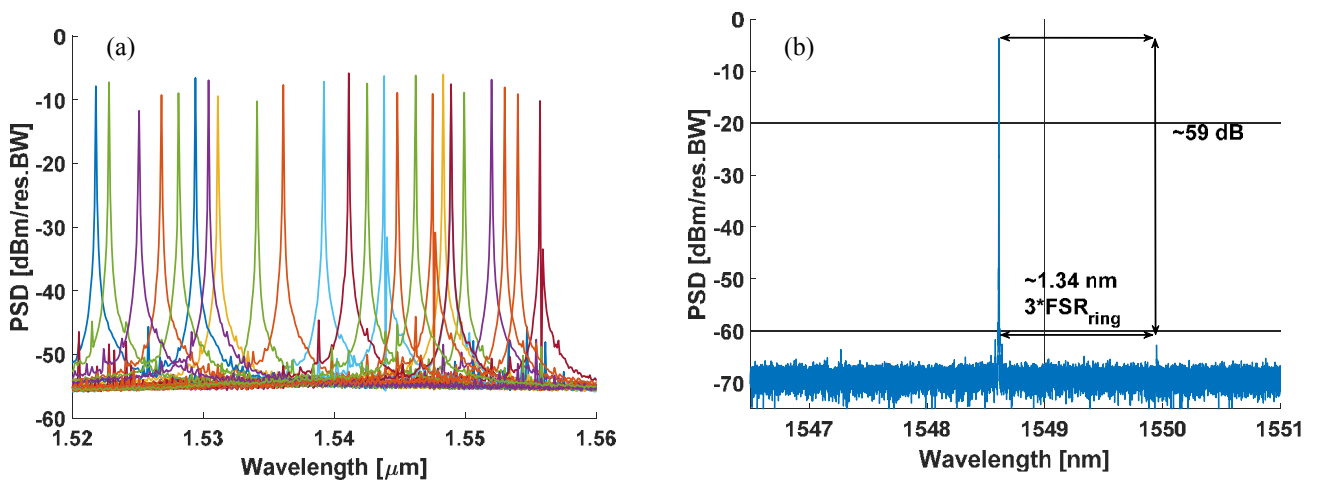 (a)
PSD [dBm/res.BW]
0
-10
-20
-30
-40
-50
-60
1.52
1.53
1.54
1.55
1.56
Wavelength [μm]
(b)
PSD [dBm/res.BW]
0
-10
-20
-30
-40
-50
-60
-70
~59 dB
~1.34 nm
3*FSRring
1547
1548
1549
1550
1551
Wavelength [nm]